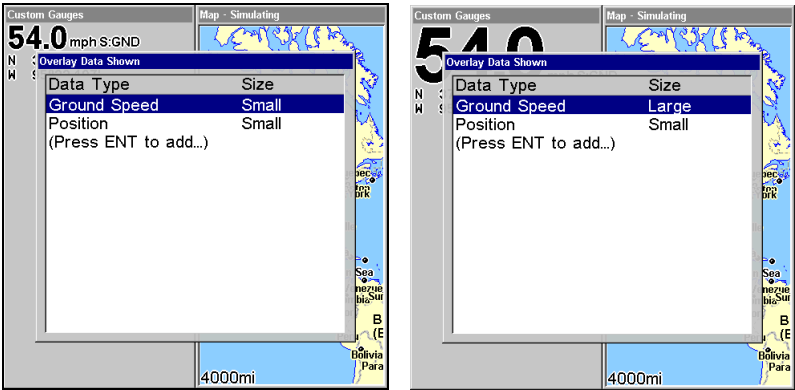 Custom Gauges
Map - Simulating
54.0 mph S:GND
N
W
Overlay Data Shown
Data Type Size
Ground Speed Small
Position Small
(Press ENT to add...)
Sea
B
Bolivia
Para
4000mi
Custom Gauges
Map - Simulating
54.0
N
W
Overlay Data Shown
Data Type Size
Ground Speed Large
Position Small
(Press ENT to add...)
Sea
B
Bolivia
Para
4000mi